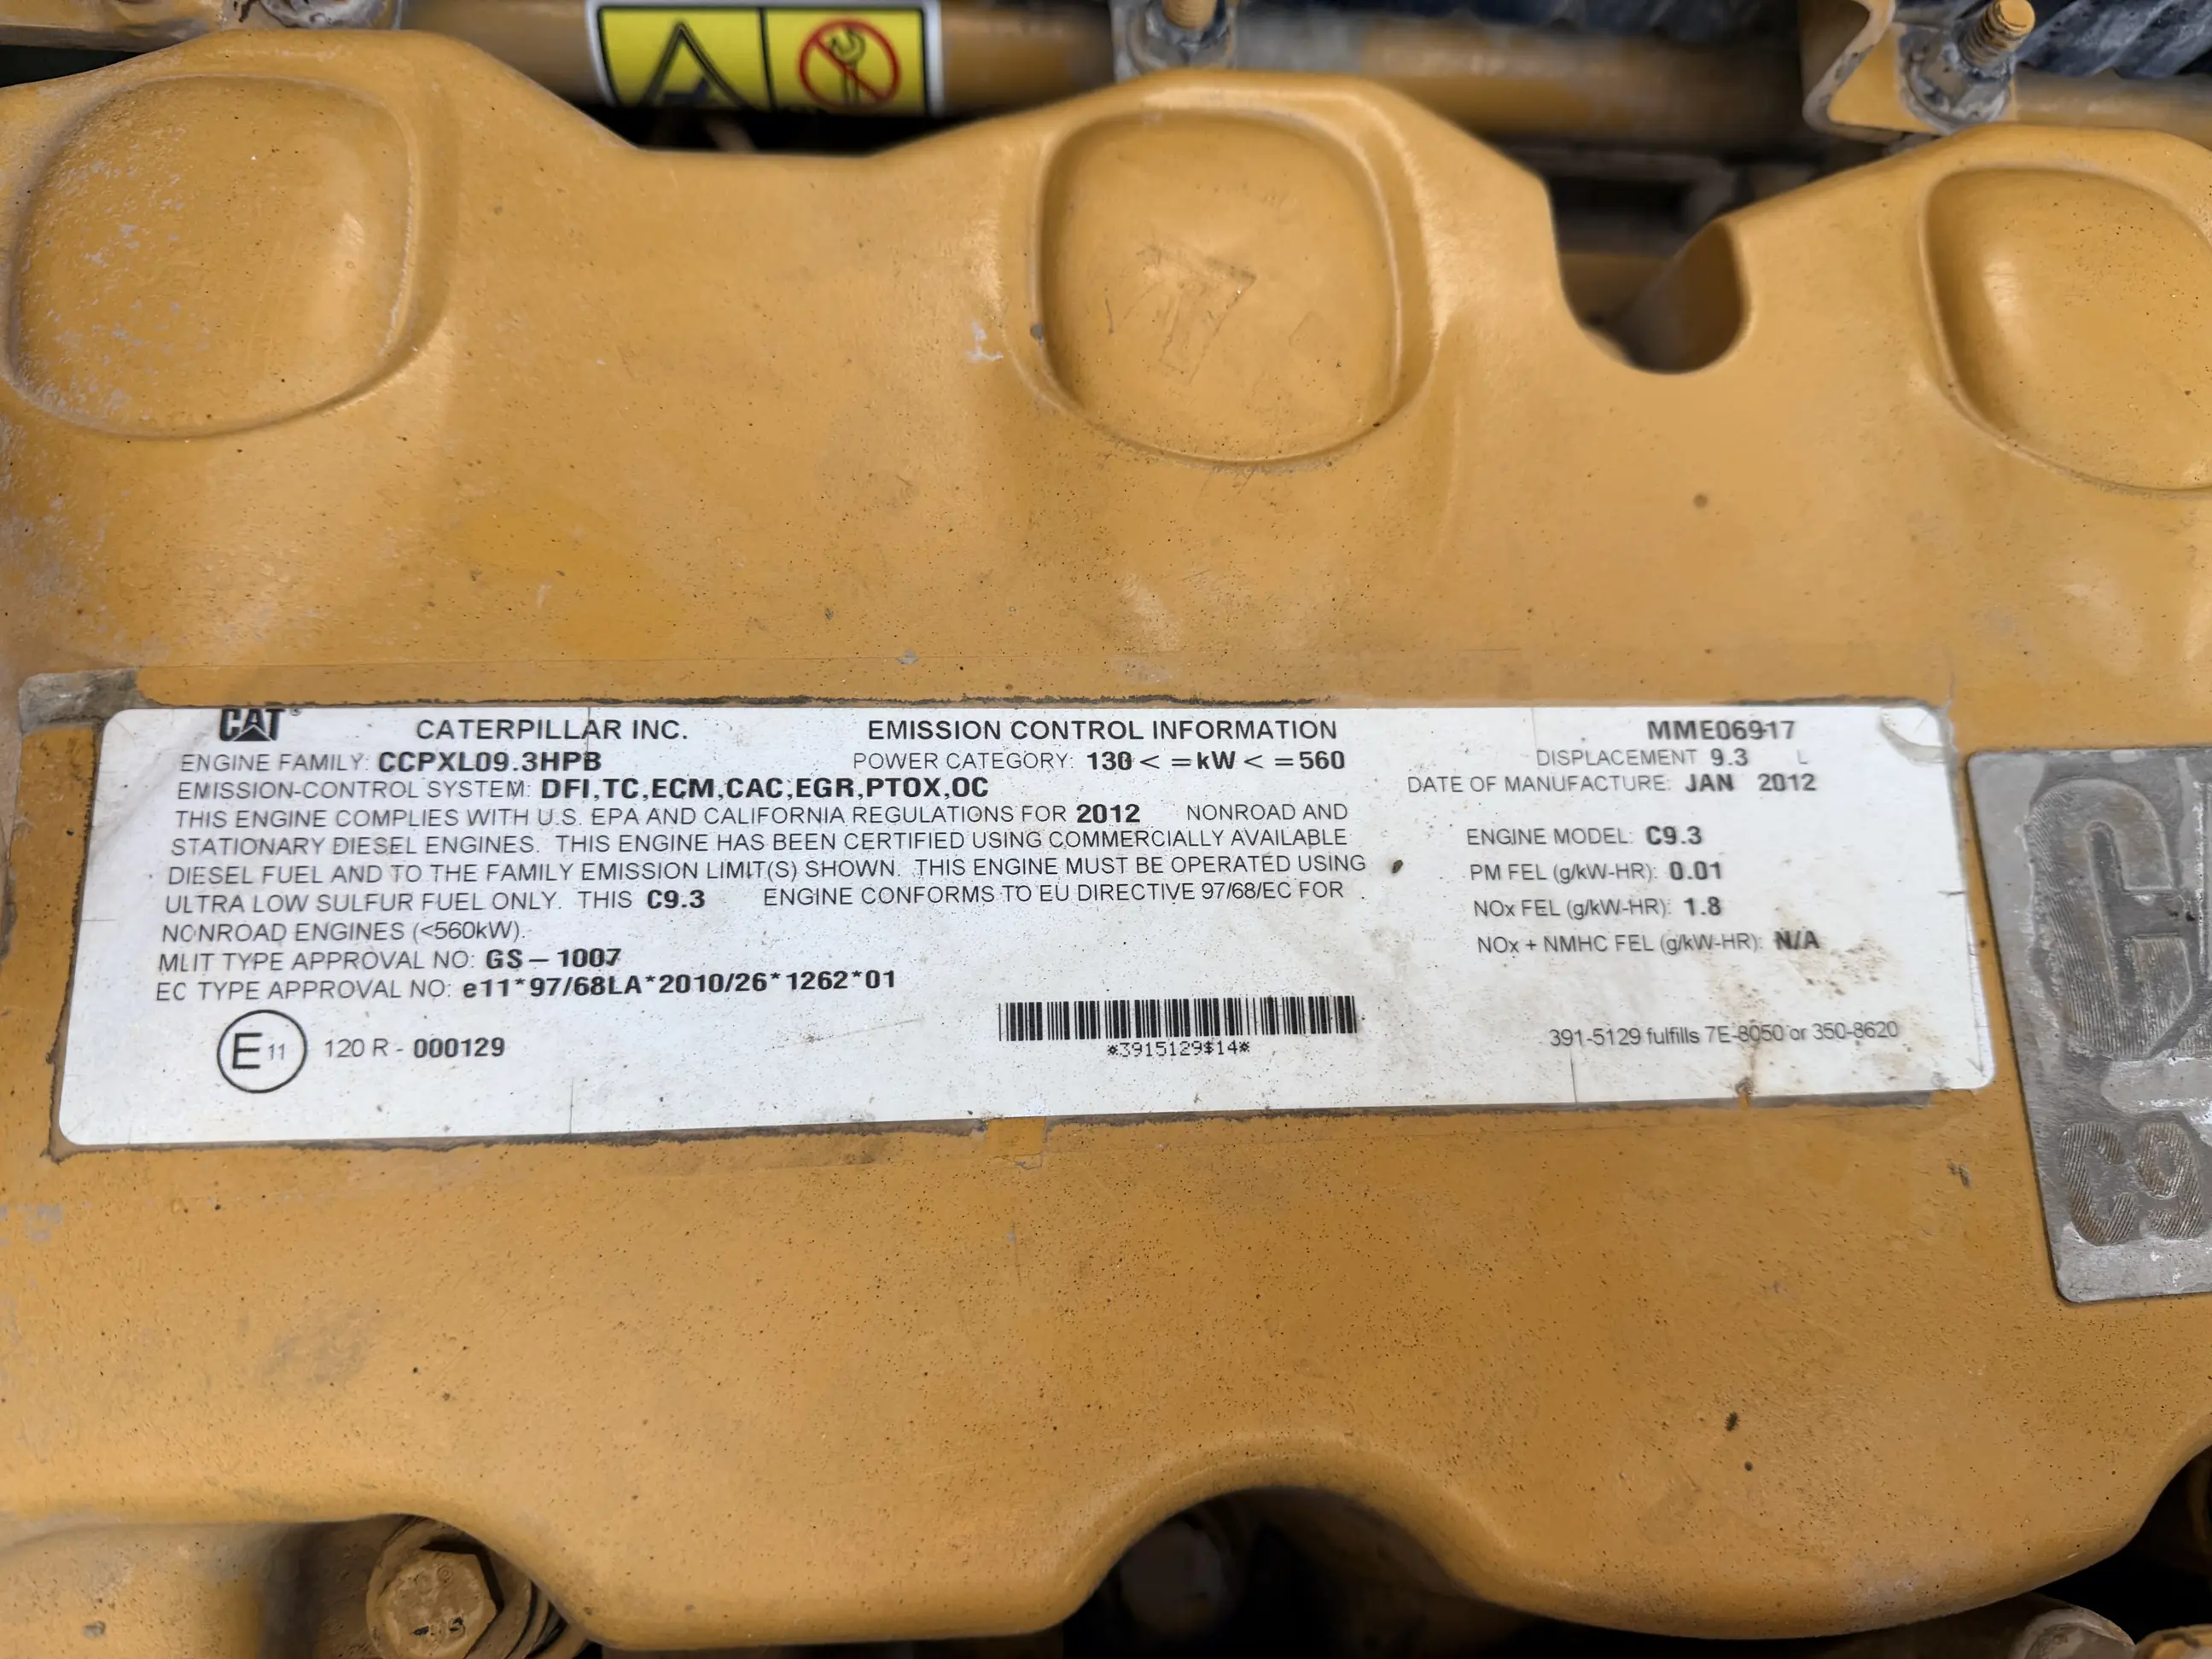 CAT® CATERPILLAR INC. EMISSION CONTROL INFORMATION MME06917
ENGINE FAMILY: CCPXL09.3HPB POWER CATEGORY: 130 < =kW < =560 DISPLACEMENT 9.3 L
EMISSION-CONTROL SYSTEM: DFI,TC,ECM,CAC,EGR,PTOX,OC DATE OF MANUFACTURE: JAN 2012
THIS ENGINE COMPLIES WITH U.S. EPA AND CALIFORNIA REGULATIONS FOR 2012 NONROAD AND
STATIONARY DIESEL ENGINES. THIS ENGINE HAS BEEN CERTIFIED USING COMMERCIALLY AVAILABLE
DIESEL FUEL AND TO THE FAMILY EMISSION LIMIT(S) SHOWN. THIS ENGINE MUST BE OPERATED USING
ULTRA LOW SULFUR FUEL ONLY. THIS C9.3 ENGINE CONFORMS TO EU DIRECTIVE 97/68/EC FOR
NONROAD ENGINES (<560kW).
MLIT TYPE APPROVAL NO: GS-1007
EC TYPE APPROVAL NO: e11*97/68LA*2010/26*1262*01
E 11 120 R - 000129
ENGINE MODEL: C9.3
PM FEL (g/kW-HR): 0.01
NOx FEL (g/kW-HR): 1.8
NOx + NMHC FEL (g/kW-HR): N/A
*3915129$14*
391-5129 fulfills 7E-8050 or 350-8620
C9